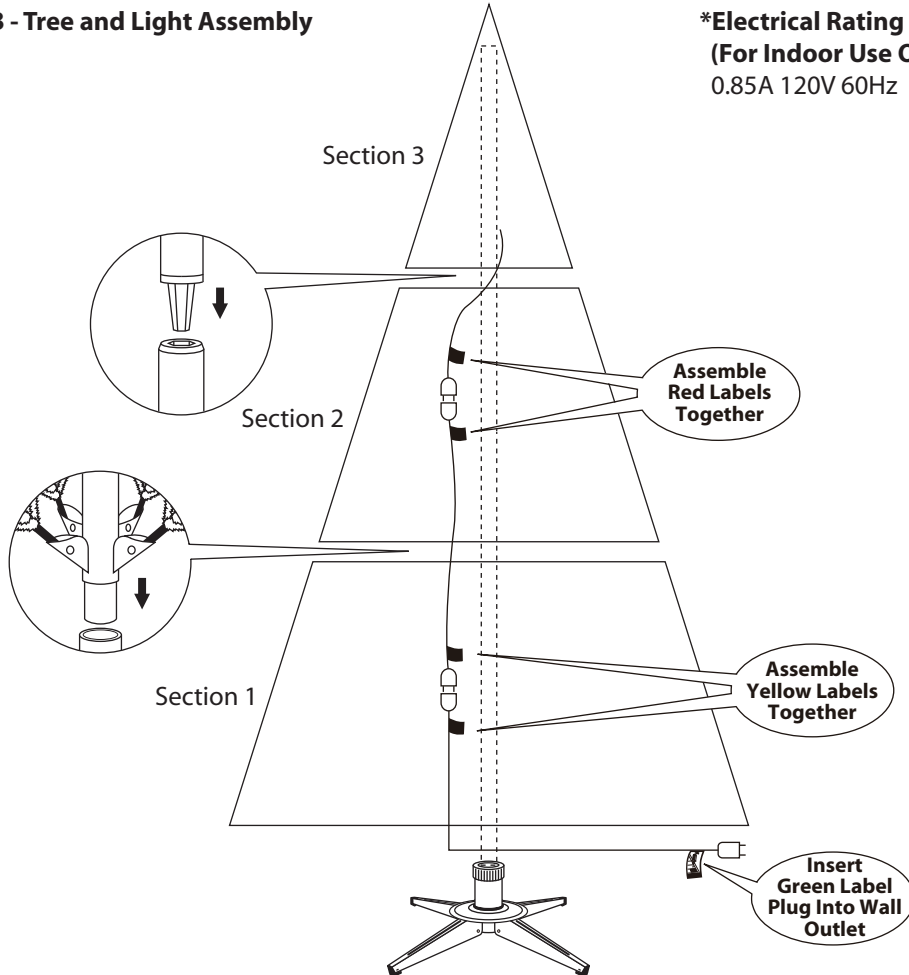 - Tree and Light Assembly
*Electrical Rating
(For Indoor Use
0.85A 120V 60Hz
Section 3
Assemble
Red Labels
Together
Section 2
Assemble
Yellow Labels
Together
Section 1
Insert
Green Label
Plug Into Wall
Outlet